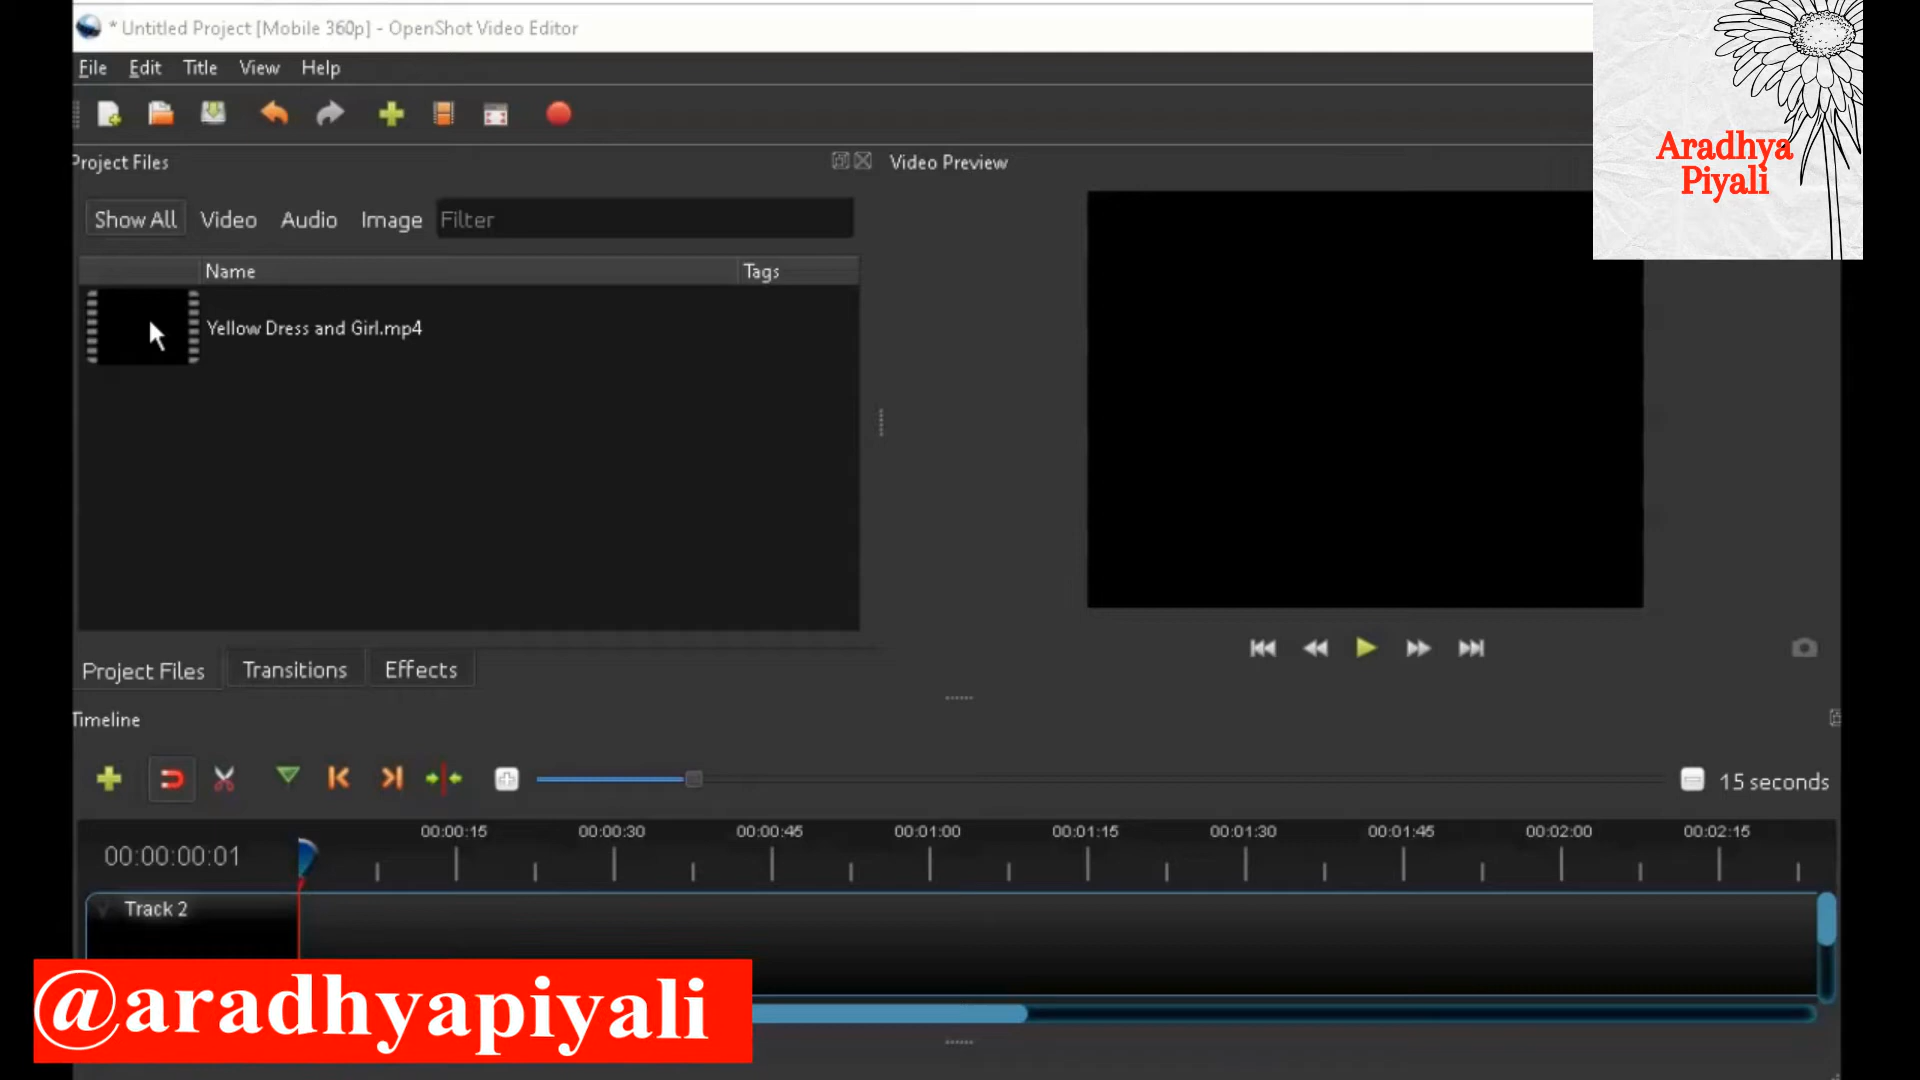 * Untitled Project [Mobile 360p] - OpenShot Video Editor
File Edit Title View Help
Aradhya
Piyali
Project Files
Video Preview
Show All Video Audio Image Filter
Name Tags
Yellow Dress and Girl.mp4
Project Files Transitions Effects
Timeline
15 seconds
00:00:15 00:00:30 00:00:45 00:01:00 00:01:15 00:01:30 00:01:45 00:02:00 00:02:15
00:00:00:01
Track 2
@aradhyapiyali